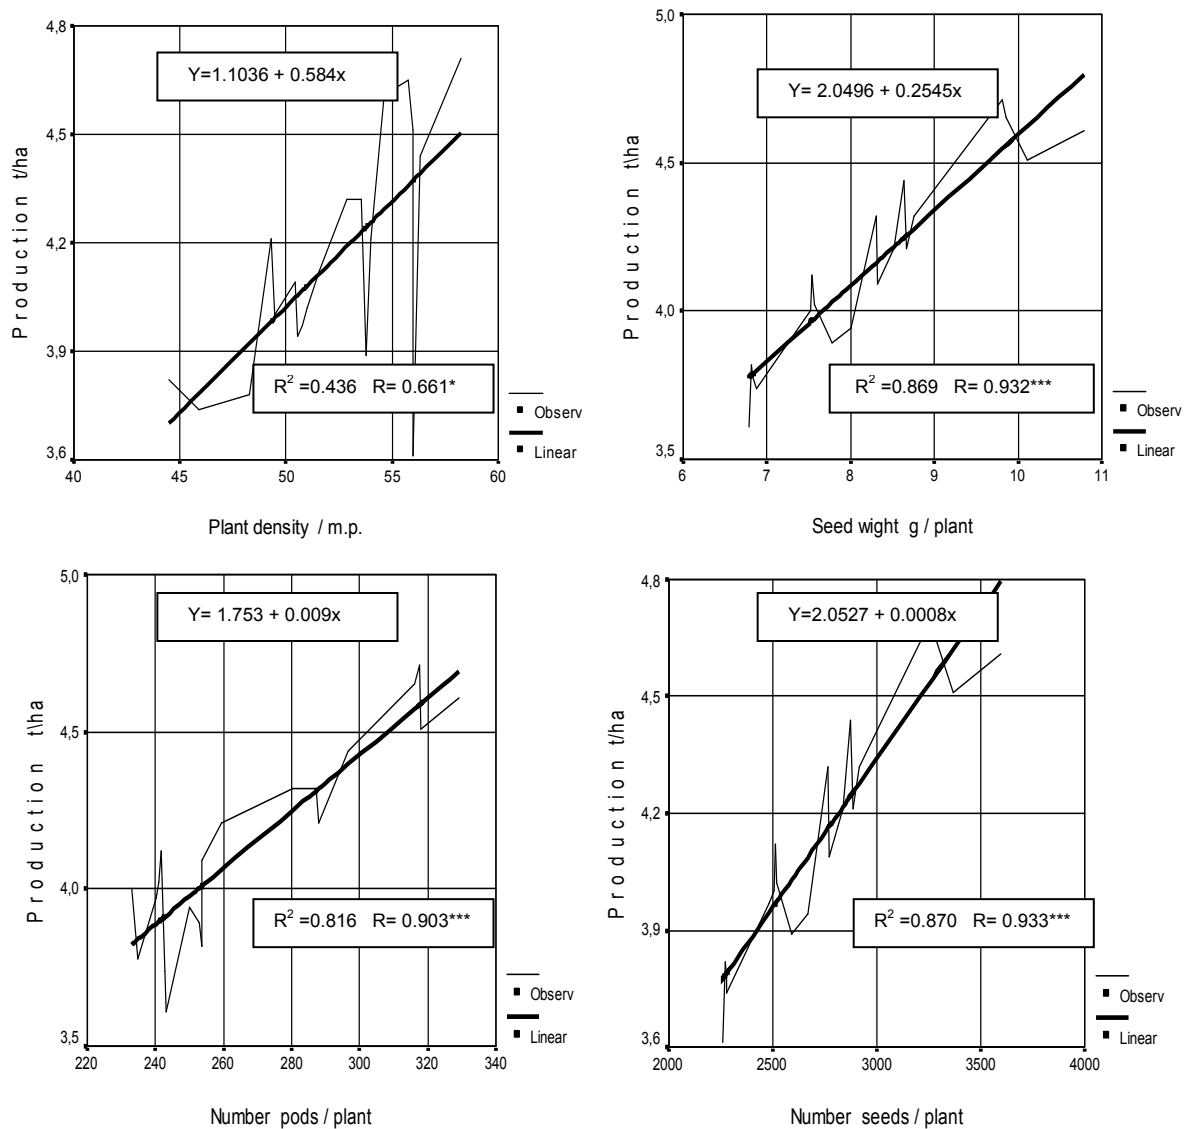 4,8
Y=1.1036 + 0.584x
4,5
4,2
3,9
3,6
Production t/ha
R2 =0.436 R= 0.661*
Observ
Linear
40 45 50 55 60
Plant density / m.p.
5,0
Y= 2.0496 + 0.2545x
4,5
4,0
3,5
Production t\ha
R2 =0.869 R= 0.932***
Observ
Linear
6 7 8 9 10 11
Seed wight g / plant
5,0
Y= 1.753 + 0.009x
4,5
4,0
3,5
Production t\ha
R2 =0.816 R= 0.903***
Observ
Linear
220 240 260 280 300 320 340
Number pods / plant
4,8
Y=2.0527 + 0.0008x
4,5
4,2
3,9
3,6
Production t/ha
R2 =0.870 R= 0.933***
Observ
Linear
2000 2500 3000 3500 4000
Number seeds / plant